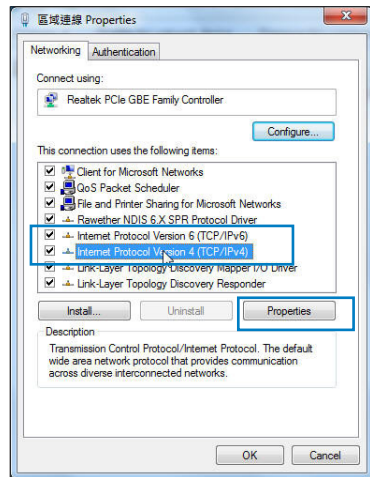 區域連線 Properties
Networking
Authentication
Connect using:
Realtek PCIe GBE Family Controller
Configure...
This connection uses the following items:
Client for Microsoft Networks
QoS Packet Scheduler
File and Printer Sharing for Microsoft Networks
Rawether NDIS 6.X SPR Protocol Driver
Internet Protocol Version 6 (TCP/IPv6)
Internet Protocol Version 4 (TCP/IPv4)
Link-Layer Topology Discovery Mapper I/O Driver
Link-Layer Topology Discovery Responder
Install...
Uninstall
Properties
Description
Transmission Control Protocol/Internet Protocol. The default
wide area network protocol that provides communication
across diverse interconnected networks.
OK
Cancel